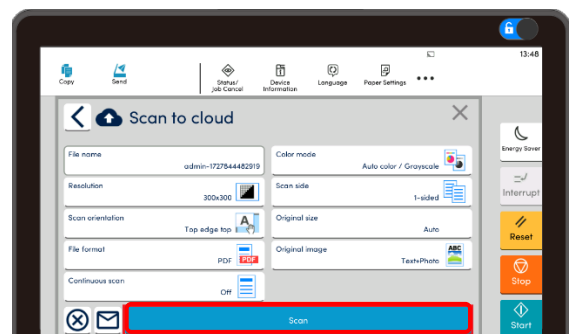 13:48
Copy
Send
Status/
Job Cancel
Device
Information
Language
Paper Settings
Scan to cloud
File name
admin-1727844482919
Color mode
Auto color / Grayscale
Resolution
300x300
Scan side
1-sided
Scan orientation
Top edge top
A
Original size
Auto
File format
PDF
PDF
Original image
Text+Photo
ABC
Continuous scan
Off
Scan
Energy Saver
Interrupt
Reset
Stop
Start